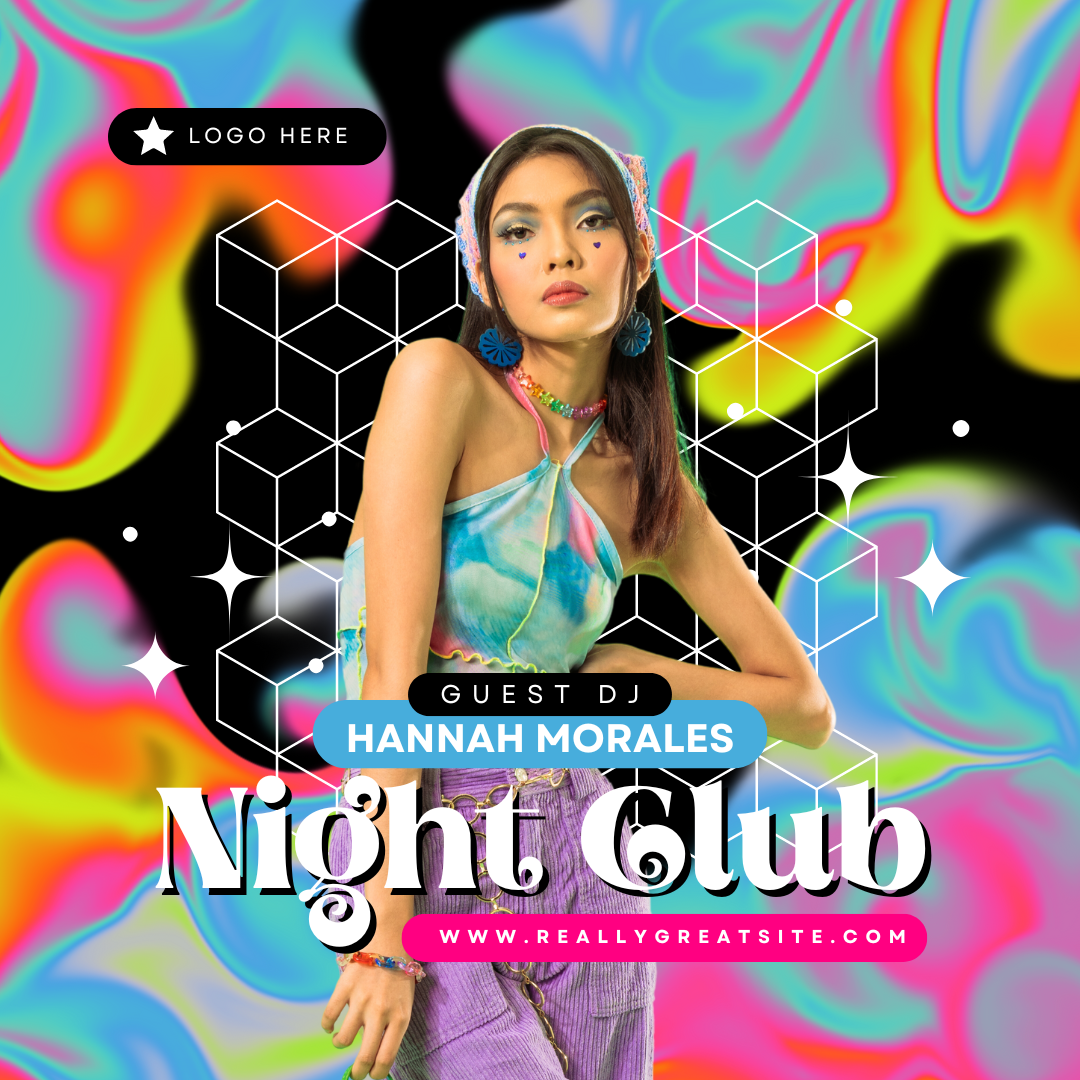 LOGO HERE
GUEST DJ
HANNAH MORALES
Night Club
WWW.REALLYGREATSITE.COM